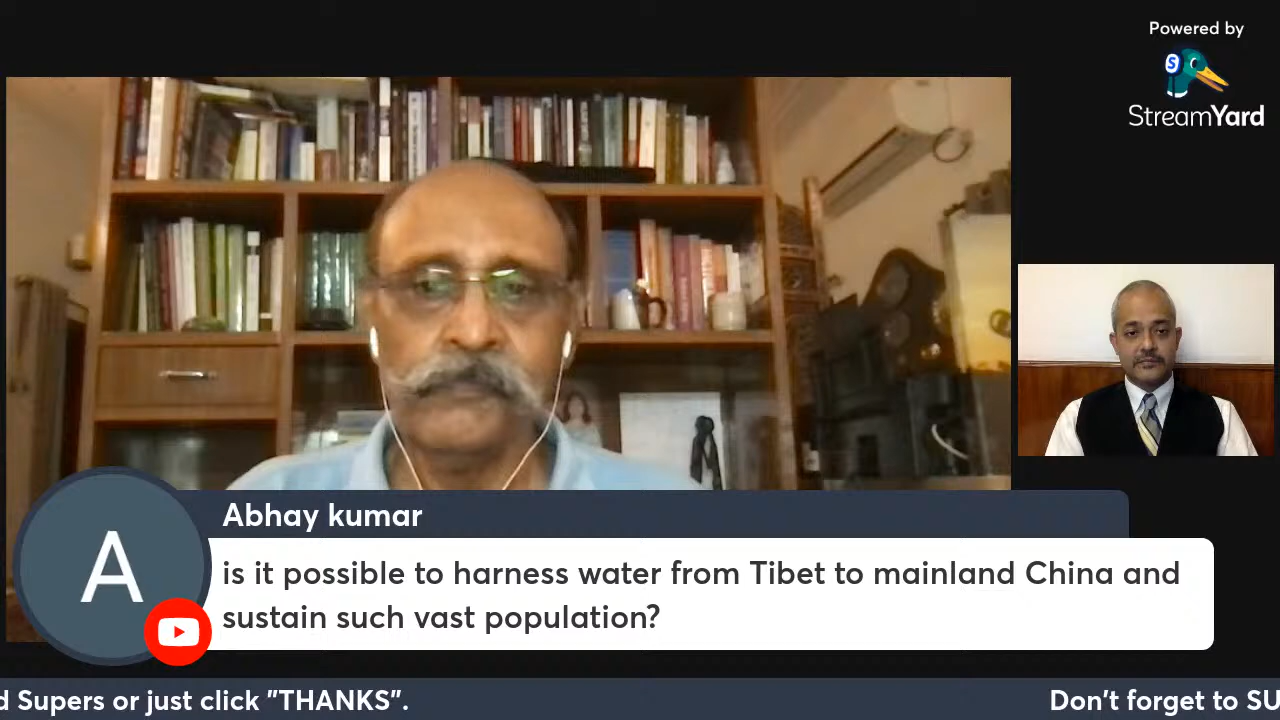 Powered by
S
StreamYard
Abhay kumar
A
is it possible to harness water from Tibet to mainland China and
sustain such vast population?
d Supers or just click "THANKS".
Don't forget to SU